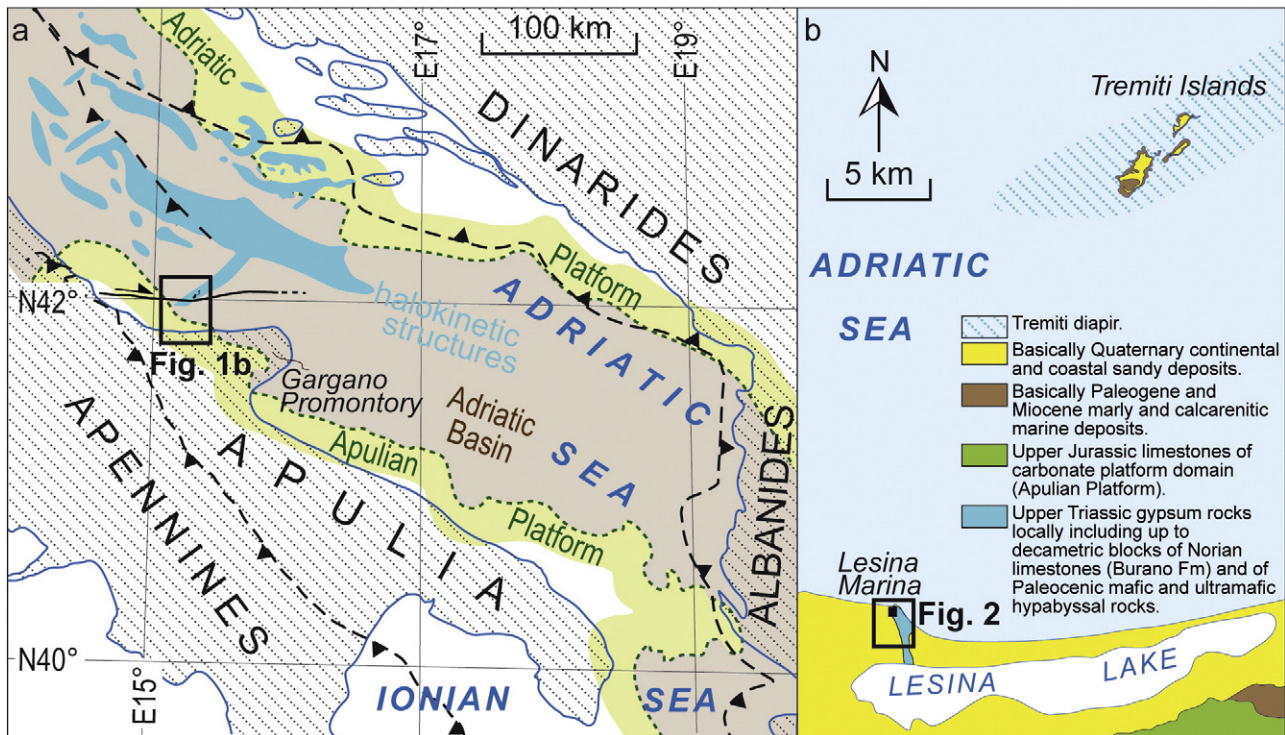 a
Adriatic
E17°
100 km
E19°
DINARIDES
Platform
ADRIATIC
SEA
halokinetic
structures
N42°
Fig. 1b
Gargano
Promontory
Adriatic
Basin
Apulian
Platform
APENNINES
APULIA
ALBANIDES
N40°
E15°
IONIAN
SEA
b
N
5 km
Tremiti Islands
ADRIATIC
SEA
Tremiti diapir.
Basically Quaternary continental
and coastal sandy deposits.
Basically Paleogene and
Miocene marly and calcarenitic
marine deposits.
Upper Jurassic limestones of
carbonate platform domain
(Apulian Platform).
Upper Triassic gypsum rocks
locally including up to
decametric blocks of Norian
limestones (Burano Fm) and of
Paleocenic mafic and ultramafic
hypabyssal rocks.
Lesina
Marina
Fig. 2
LESINA
LAKE